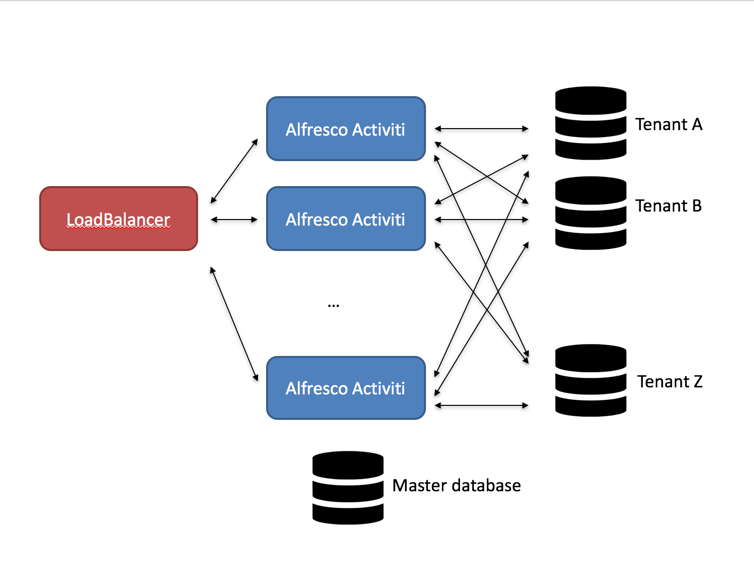 Alfresco Activiti
Tenant A
LoadBalancer
Alfresco Activiti
Tenant B
...
Alfresco Activiti
Tenant Z
Master database